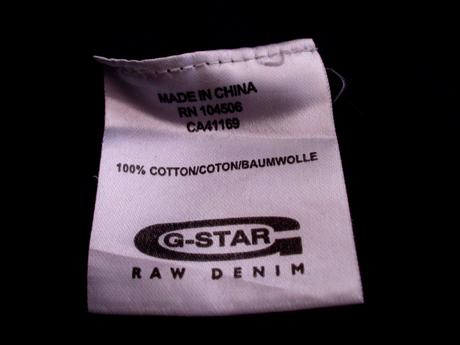 MADE IN CHINA
RN 104506
CA41169
100% COTTON/COTON/BAUMWOLLE
G-STAR
RAW DENIM